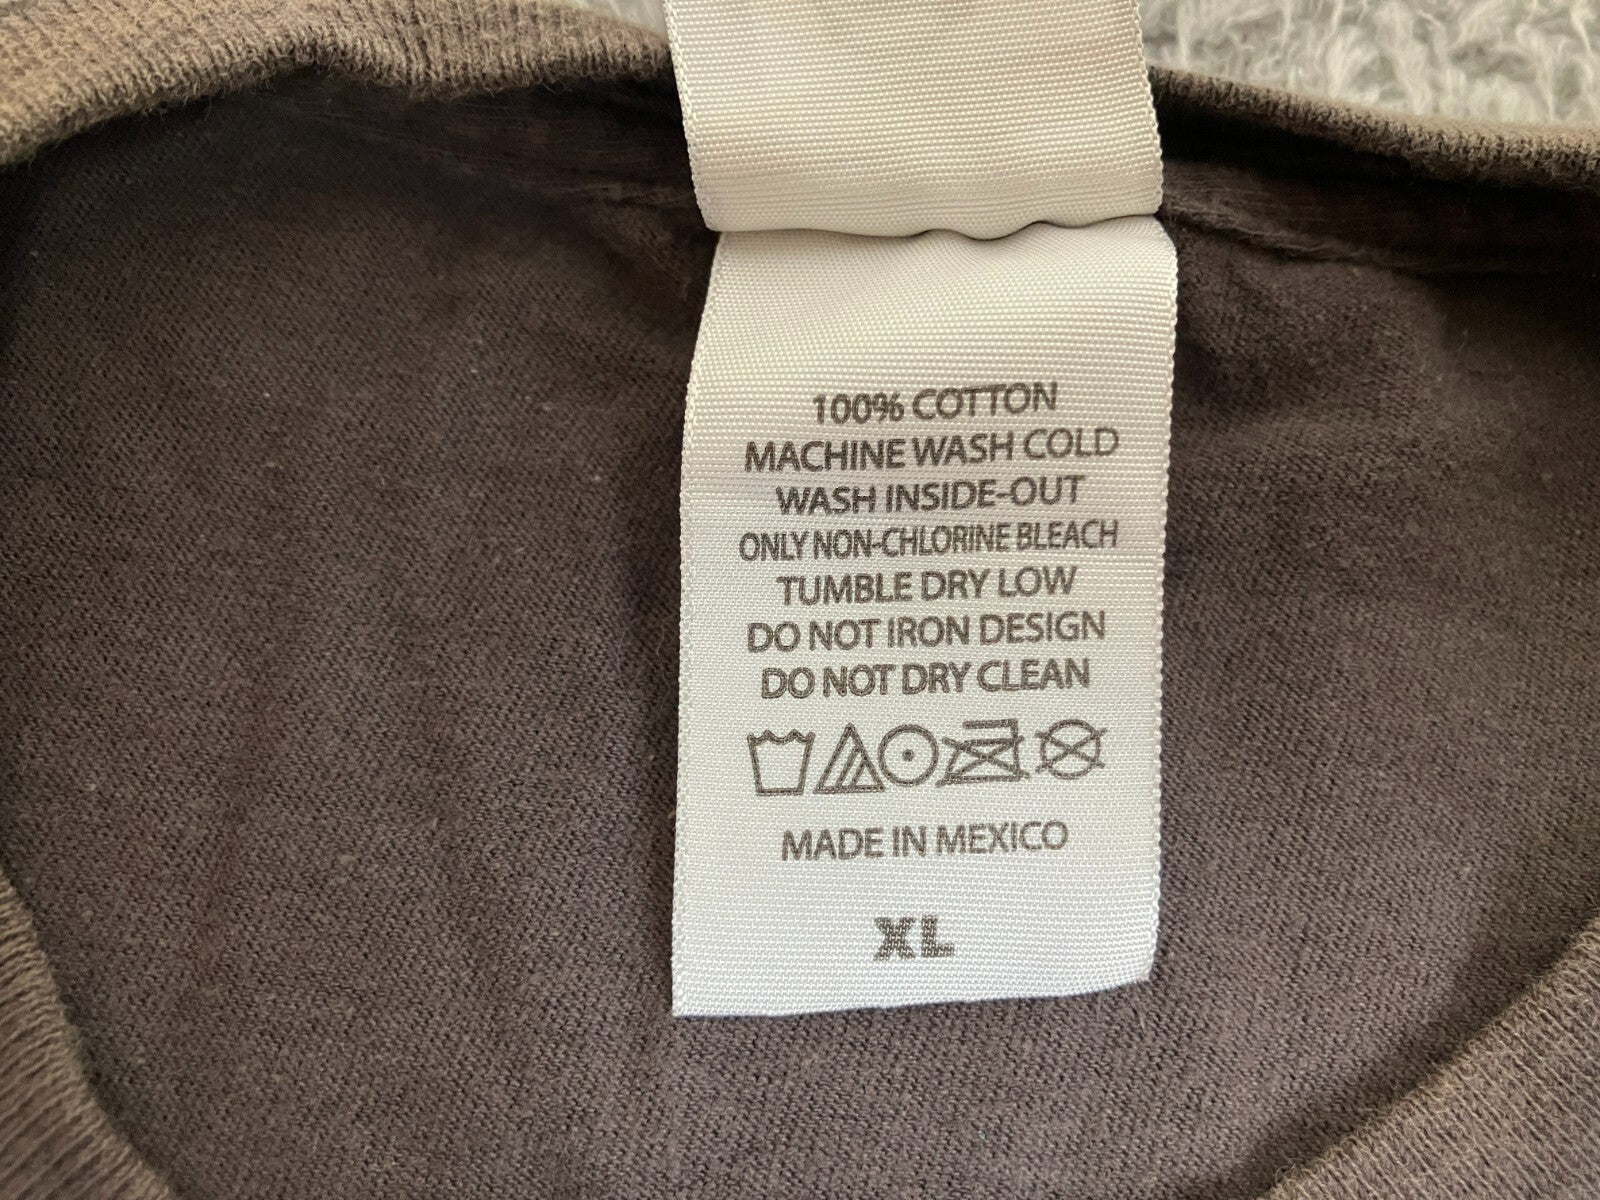 100% COTTON
MACHINE WASH COLD
WASH INSIDE-OUT
ONLY NON-CHLORINE BLEACH
TUMBLE DRY LOW
DO NOT IRON DESIGN
DO NOT DRY CLEAN
MADE IN MEXICO
XL